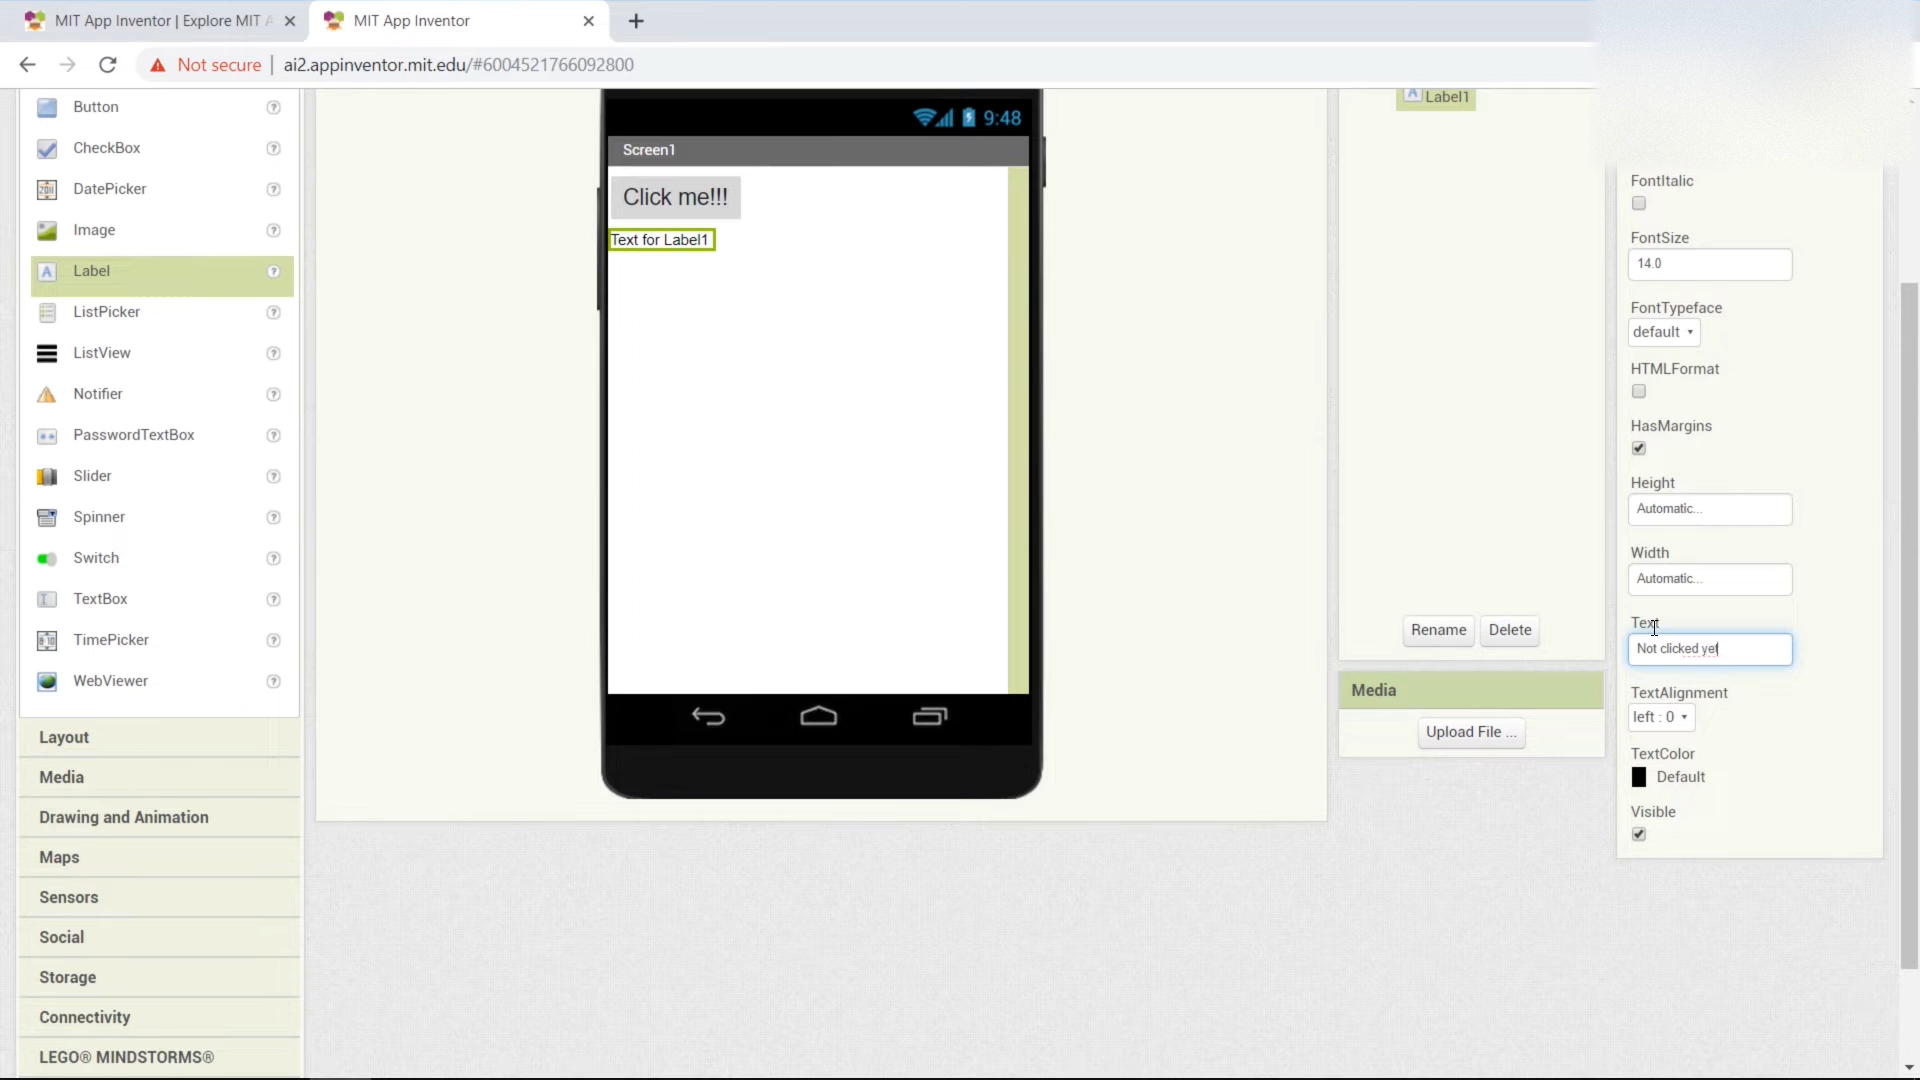 MIT App Inventor | Explore MIT A
MIT App Inventor
Not secure
ai2.appinventor.mit.edu/#6004521766092800
Button
CheckBox
DatePicker
Image
Label
ListPicker
ListView
Notifier
PasswordTextBox
Slider
Spinner
Switch
TextBox
TimePicker
WebViewer
Layout
Media
Drawing and Animation
Maps
Sensors
Social
Storage
Connectivity
LEGO® MINDSTORMS®
9:48
Screen1
Click me!!!
Text for Label1
Label1
Rename
Delete
Media
Upload File ...
FontItalic
FontSize
14.0
FontTypeface
default
HTMLFormat
HasMargins
Height
Automatic...
Width
Automatic...
Text
Not clicked yet
TextAlignment
left : 0
TextColor
Default
Visible